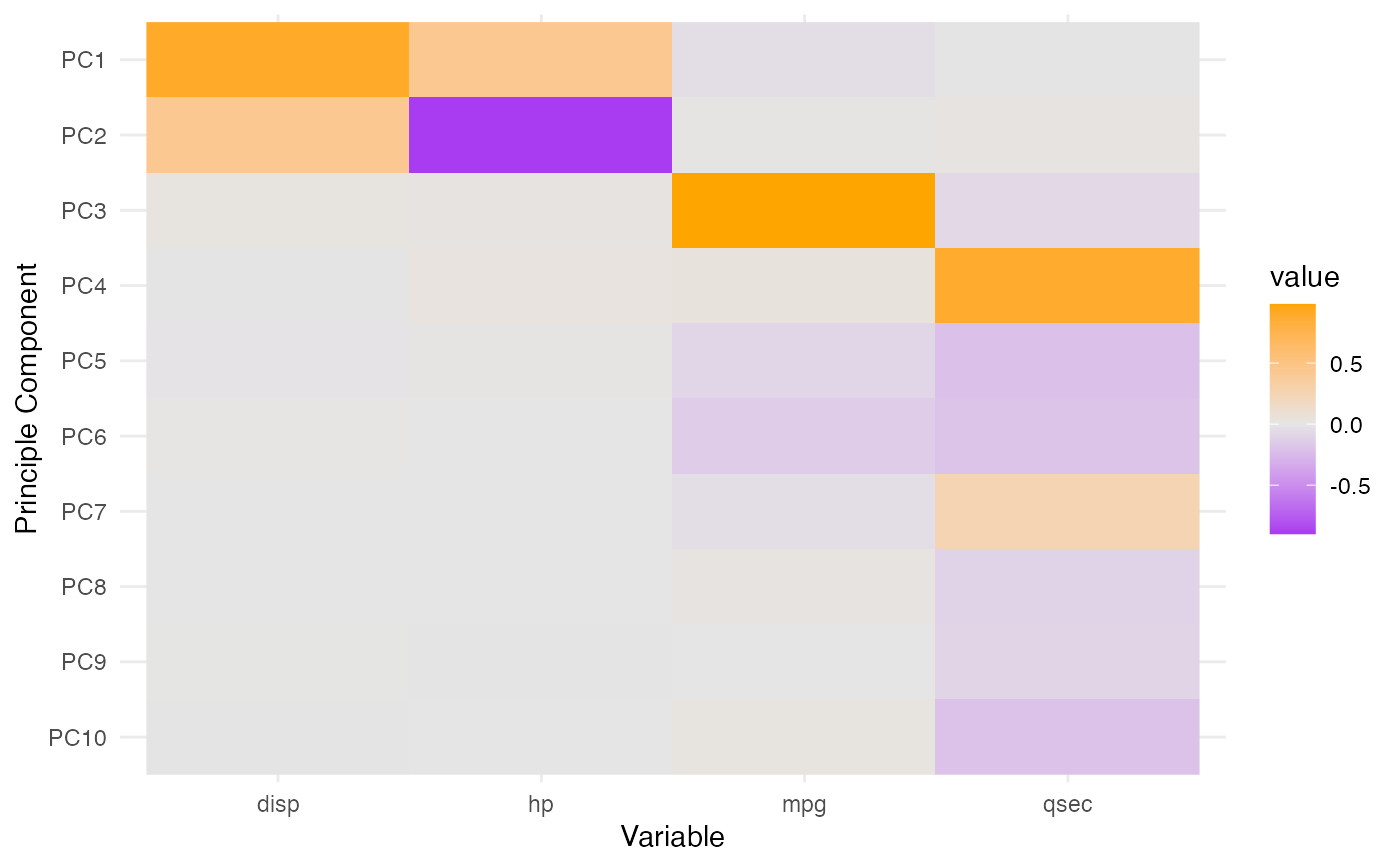 PC1
PC2
PC3
PC4
PC5
PC6
PC7
PC8
PC9
PC10
Principle Component
disp hp mpg qsec
Variable
value
0.5
0.0
-0.5